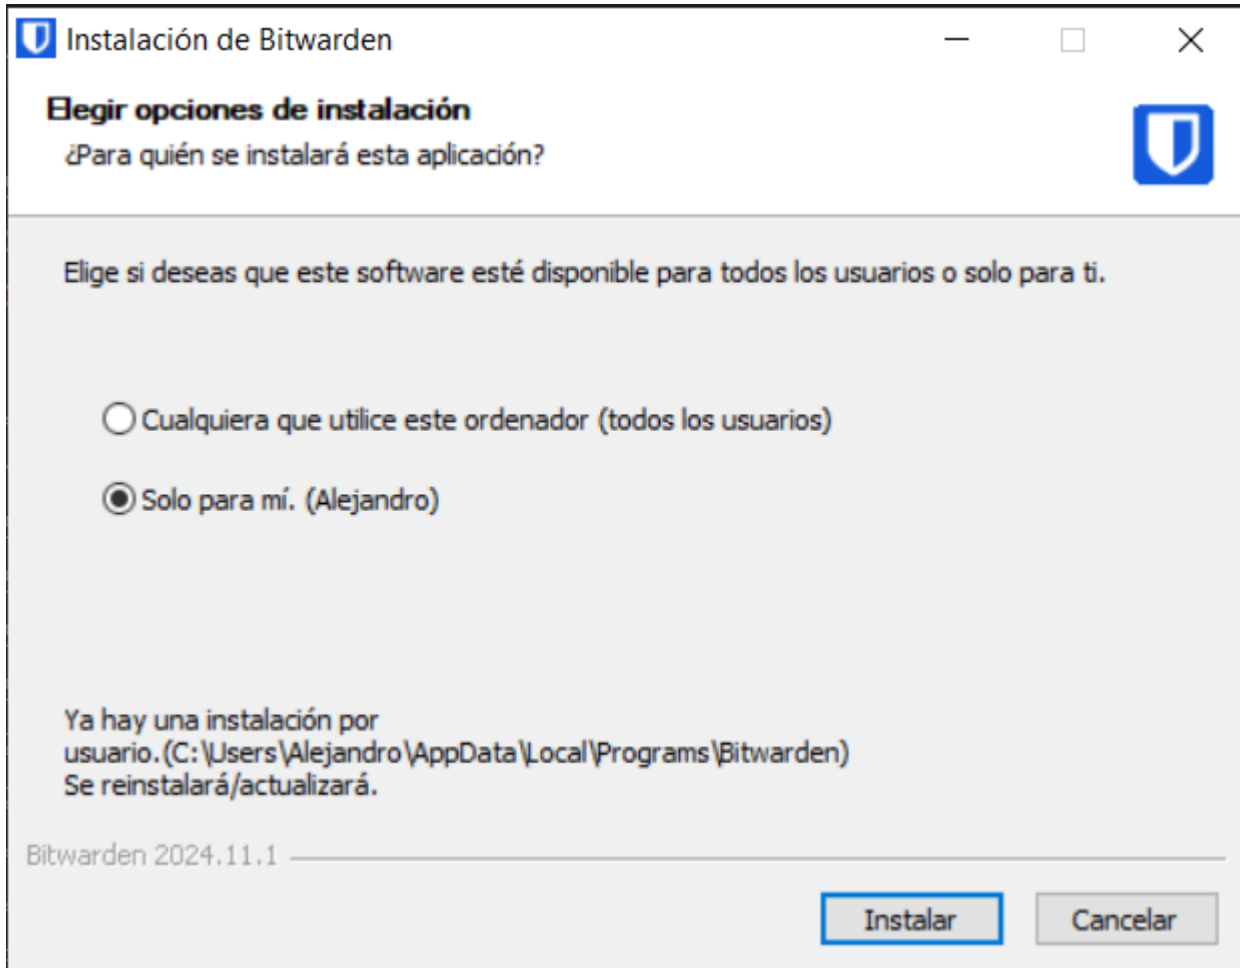 Instalación de Bitwarden
Elegir opciones de instalación
¿Para quién se instalará esta aplicación?
Elige si deseas que este software esté disponible para todos los usuarios o solo para ti.
Cualquiera que utilice este ordenador (todos los usuarios)
Solo para mí. (Alejandro)
Ya hay una instalación por
usuario.(C:\Users\Alejandro\AppData\Local\Programs\Bitwarden)
Se reinstalará/actualizará.
Bitwarden 2024.11.1
Instalar
Cancelar